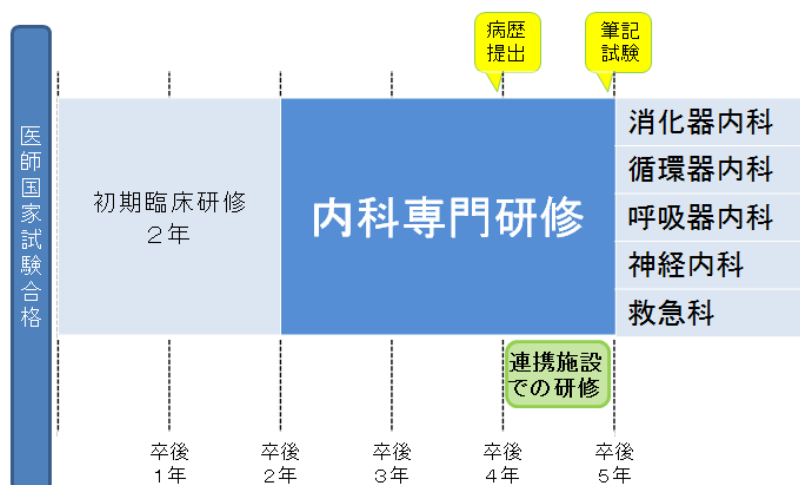 病歴
提出
筆記
試験
医師国家試験合格
初期臨床研修
２年
内科専門研修
消化器内科
循環器内科
呼吸器内科
神経内科
救急科
連携施設
での研修
卒後
1年
卒後
2年
卒後
3年
卒後
4年
卒後
5年